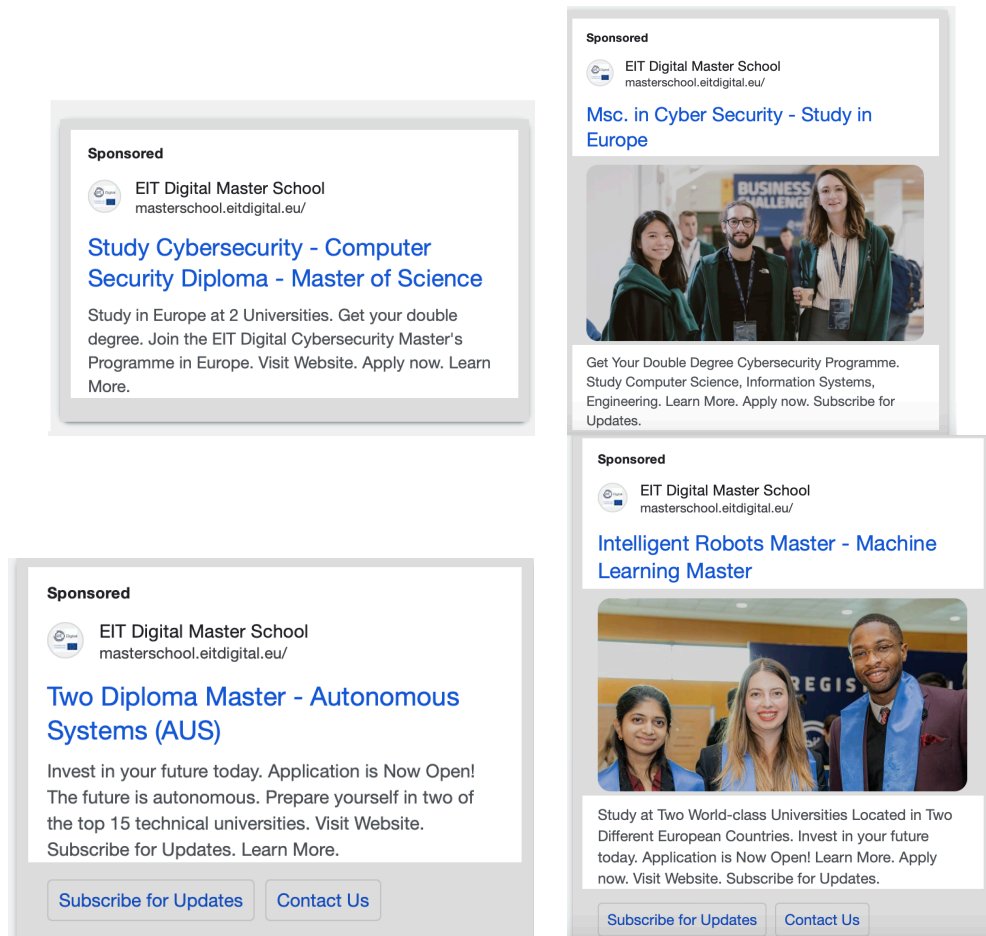 Sponsored
EIT Digital Master School
masterschool.eitdigital.eu/
Study Cybersecurity - Computer
Security Diploma - Master of Science
Study in Europe at 2 Universities. Get your double
degree. Join the EIT Digital Cybersecurity Master's
Programme in Europe. Visit Website. Apply now. Learn
More.
Sponsored
EIT Digital Master School
masterschool.eitdigital.eu/
Msc. in Cyber Security - Study in
Europe
BUSINESS
CHALLENGE
Get Your Double Degree Cybersecurity Programme.
Study Computer Science, Information Systems,
Engineering. Learn More. Apply now. Subscribe for
Updates.
Sponsored
EIT Digital Master School
masterschool.eitdigital.eu/
Two Diploma Master - Autonomous
Systems (AUS)
Invest in your future today. Application is Now Open!
The future is autonomous. Prepare yourself in two of
the top 15 technical universities. Visit Website.
Subscribe for Updates. Learn More.
Subscribe for Updates
Contact Us
Sponsored
EIT Digital Master School
masterschool.eitdigital.eu/
Intelligent Robots Master - Machine
Learning Master
REGIS
Study at Two World-class Universities Located in Two
Different European Countries. Invest in your future
today. Application is Now Open! Learn More. Apply
now. Visit Website. Subscribe for Updates.
Subscribe for Updates
Contact Us